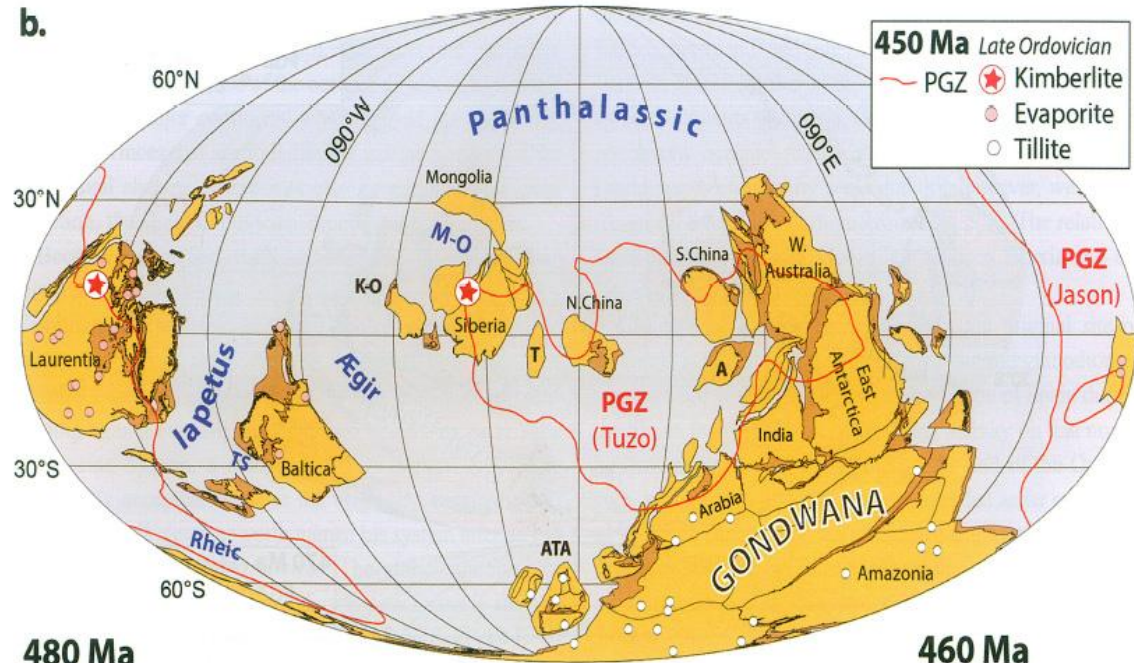 b.
450 Ma Late Ordovician
PGZ
Kimberlite
Evaporite
Tillite
60°N
Panthalassic
090°W
090°E
30°N
Mongolia
M-O
W.
Australia
S.China
PGZ
(Jason)
K-O
N.China
Siberia
Laurentia
Iapetus
Ægir
T
A
East
Antarctica
PGZ
(Tuzo)
India
30°S
TS
Baltica
Arabia
GONDWANA
Rheic
ATA
Amazonia
60°S
480 Ma
460 Ma